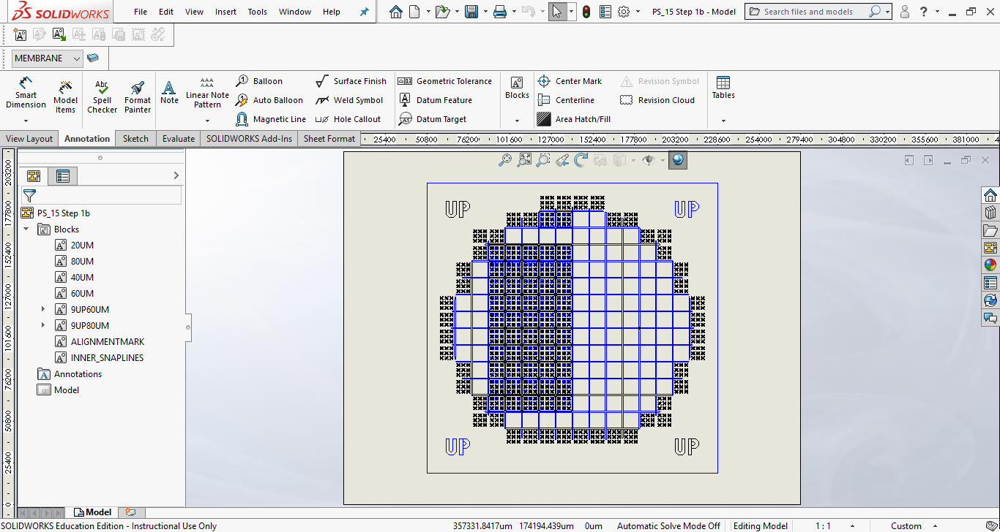 SOLIDWORKS File Edit View Insert Tools Window Help PS_15 Step 1b - Model Search files and models ?
MEMBRANE
Smart Dimension
Model Items
Spell Checker
Format Painter
Note
Linear Note Pattern
Balloon
Auto Balloon
Magnetic Line
Surface Finish
Weld Symbol
Hole Callout
Geometric Tolerance
Datum Feature
Datum Target
Blocks
Center Mark
Centerline
Area Hatch/Fill
Revision Symbol
Revision Cloud
Tables
View Layout Annotation Sketch Evaluate SOLIDWORKS Add-Ins Sheet Format
25400 50800 76200 101600 127000 152400 177800 203200 228600 254000 279400 304800 330200 355600 381000 4
203200
177800
152400
127000
101600
76200
50800
25400
0
PS_15 Step 1b
Blocks
20UM
80UM
40UM
60UM
9UP60UM
9UP80UM
ALIGNMENTMARK
INNER_SNAPLINES
Annotations
Model
UP UP
UP UP
Model
SOLIDWORKS Education Edition - Instructional Use Only 357331.8417um 174194.439um 0um Automatic Solve Mode Off Editing Model 1 : 1 Custom